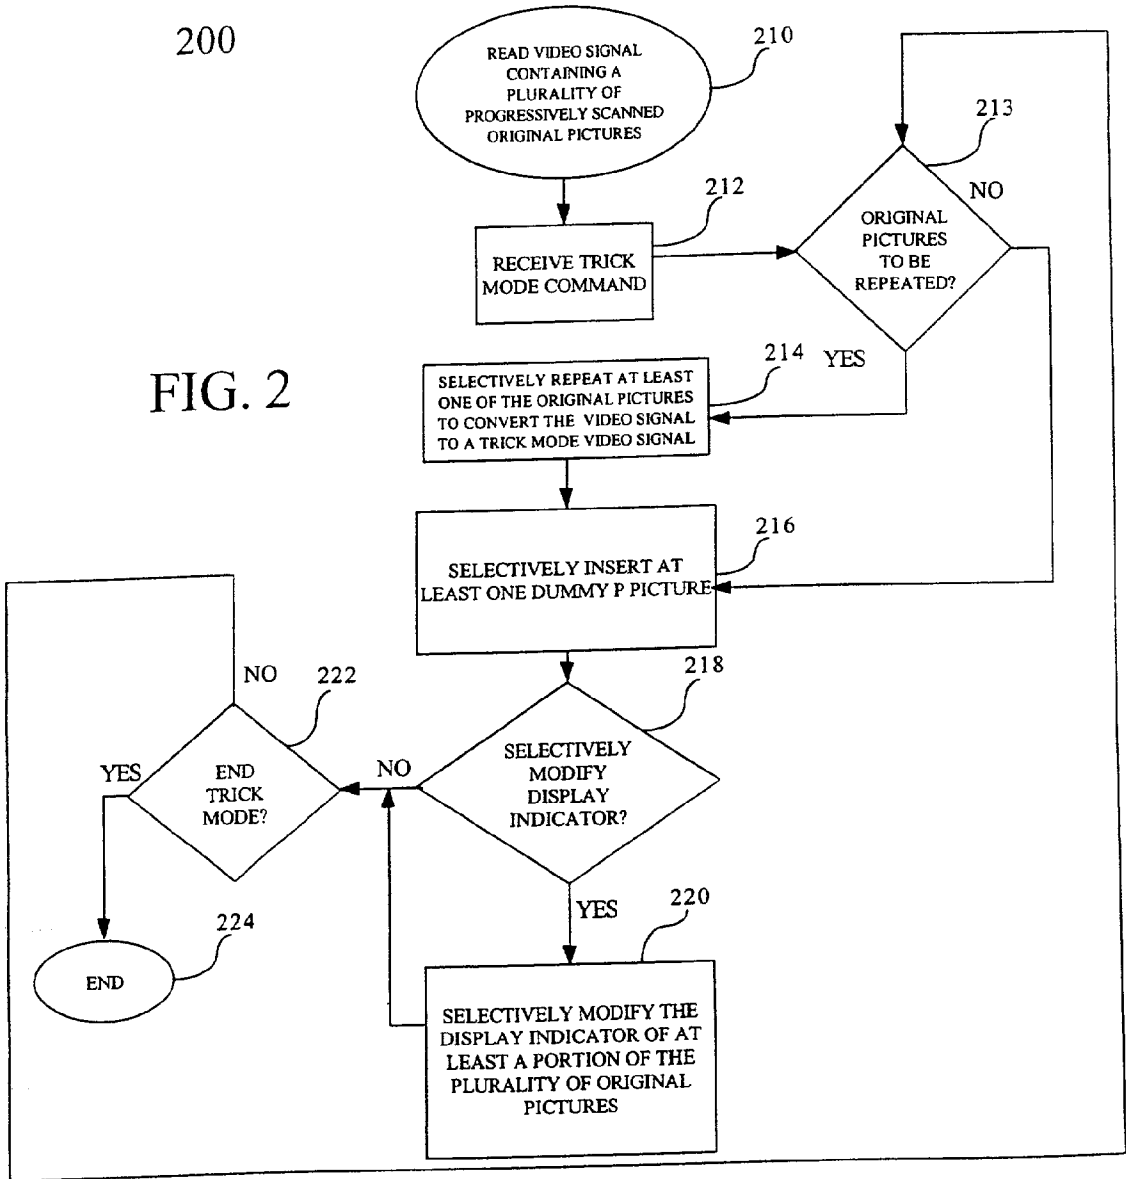 200
READ VIDEO SIGNAL
CONTAINING A
PLURALITY OF
PROGRESSIVELY SCANNED
ORIGINAL PICTURES
210
212
RECEIVE TRICK
MODE COMMAND
213
NO
ORIGINAL
PICTURES
TO BE
REPEATED?
YES
FIG. 2
214
SELECTIVELY REPEAT AT LEAST
ONE OF THE ORIGINAL PICTURES
TO CONVERT THE VIDEO SIGNAL
TO A TRICK MODE VIDEO SIGNAL
216
SELECTIVELY INSERT AT
LEAST ONE DUMMY P PICTURE
218
SELECTIVELY
MODIFY
DISPLAY
INDICATOR?
NO
YES
222
NO
YES
END
TRICK
MODE?
224
END
220
SELECTIVELY MODIFY THE
DISPLAY INDICATOR OF AT
LEAST A PORTION OF THE
PLURALITY OF ORIGINAL
PICTURES